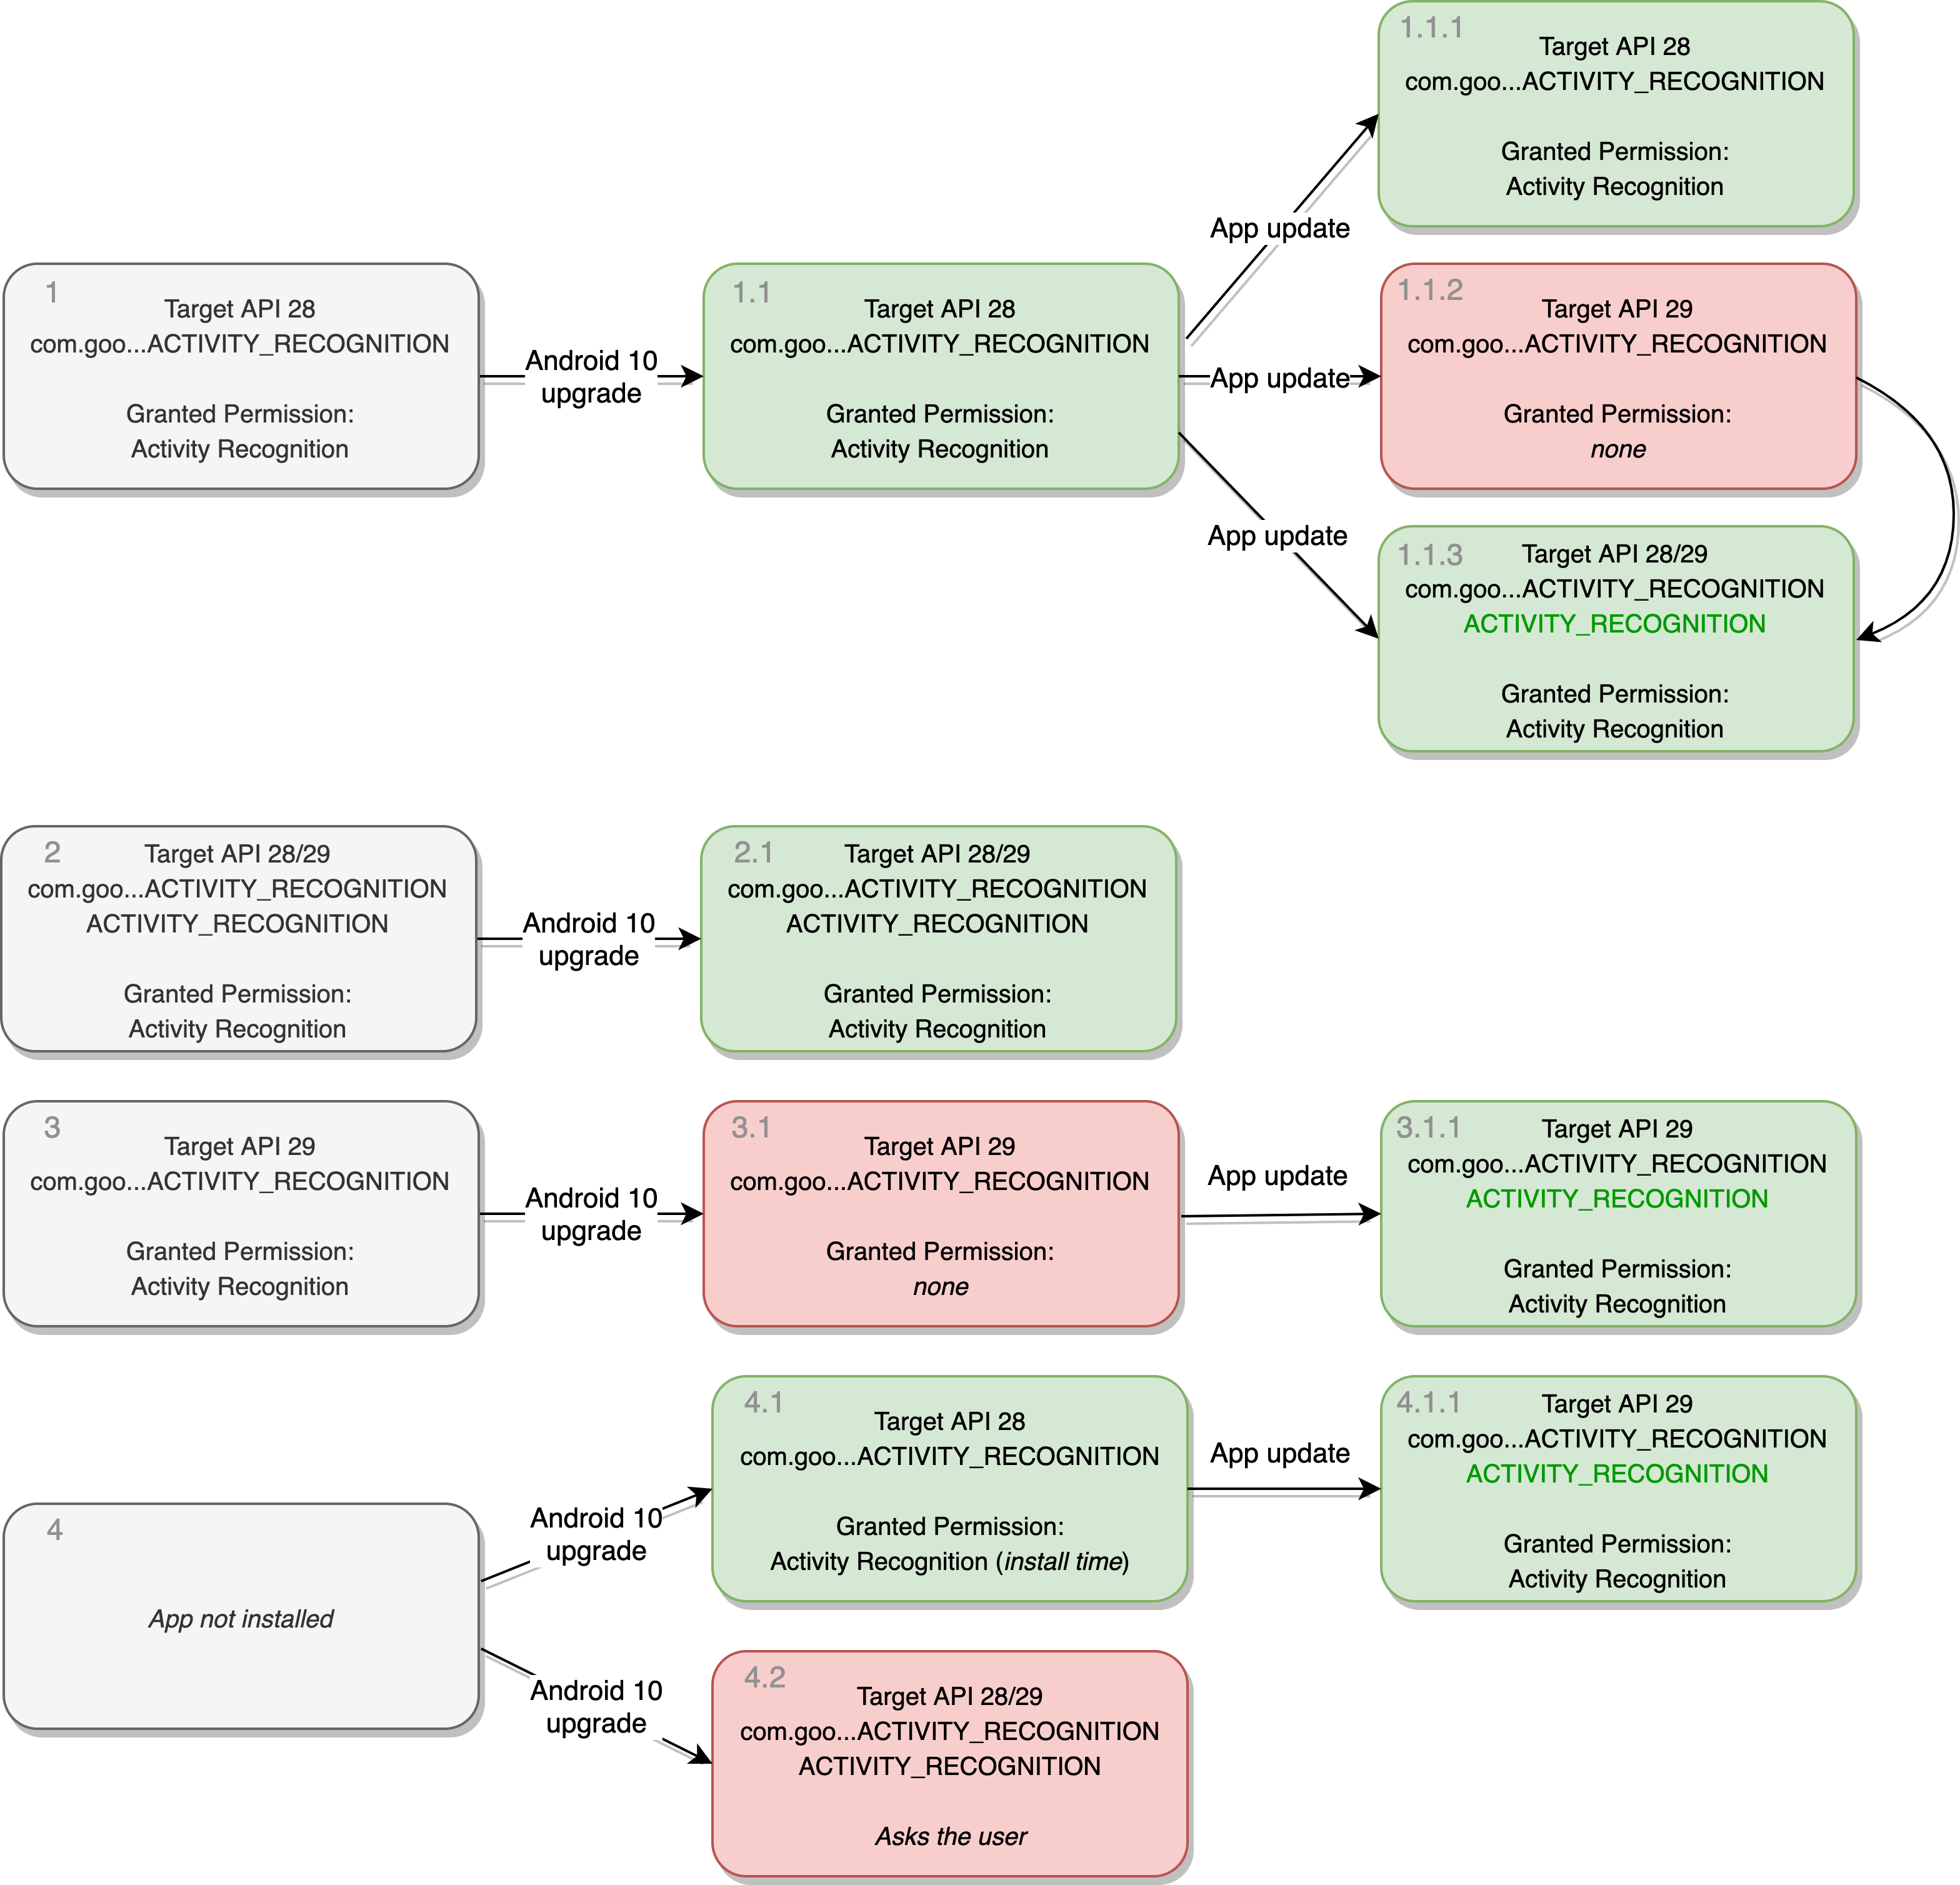 1
Target API 28
com.goo...ACTIVITY_RECOGNITION
Granted Permission:
Activity Recognition
Android 10
upgrade
1.1
Target API 28
com.goo...ACTIVITY_RECOGNITION
Granted Permission:
Activity Recognition
App update
1.1.1
Target API 28
com.goo...ACTIVITY_RECOGNITION
Granted Permission:
Activity Recognition
App update
1.1.2
Target API 29
com.goo...ACTIVITY_RECOGNITION
Granted Permission:
none
App update
1.1.3
Target API 28/29
com.goo...ACTIVITY_RECOGNITION
ACTIVITY_RECOGNITION
Granted Permission:
Activity Recognition
2
Target API 28/29
com.goo...ACTIVITY_RECOGNITION
ACTIVITY_RECOGNITION
Granted Permission:
Activity Recognition
Android 10
upgrade
2.1
Target API 28/29
com.goo...ACTIVITY_RECOGNITION
ACTIVITY_RECOGNITION
Granted Permission:
Activity Recognition
3
Target API 29
com.goo...ACTIVITY_RECOGNITION
Granted Permission:
Activity Recognition
Android 10
upgrade
3.1
Target API 29
com.goo...ACTIVITY_RECOGNITION
Granted Permission:
none
App update
3.1.1
Target API 29
com.goo...ACTIVITY_RECOGNITION
ACTIVITY_RECOGNITION
Granted Permission:
Activity Recognition
4
App not installed
Android 10
upgrade
4.1
Target API 28
com.goo...ACTIVITY_RECOGNITION
Granted Permission:
Activity Recognition (install time)
App update
4.1.1
Target API 29
com.goo...ACTIVITY_RECOGNITION
ACTIVITY_RECOGNITION
Granted Permission:
Activity Recognition
Android 10
upgrade
4.2
Target API 28/29
com.goo...ACTIVITY_RECOGNITION
ACTIVITY_RECOGNITION
Asks the user